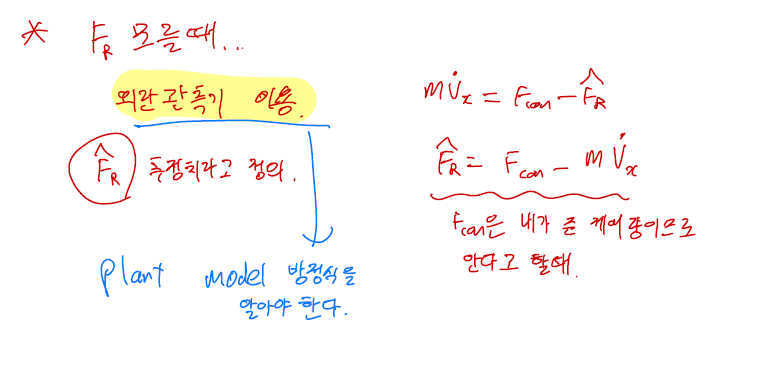 * F_R 모를때...
외란 관측기 이용.
F̂_R 측정치라고 정의.
plant model 방정식을
알아야 한다.
mV̇_x = F_con - F̂_R
F̂_R = F_con - mV̇_x
F_con은 내가 준 제어량이므로
안다고 할때.